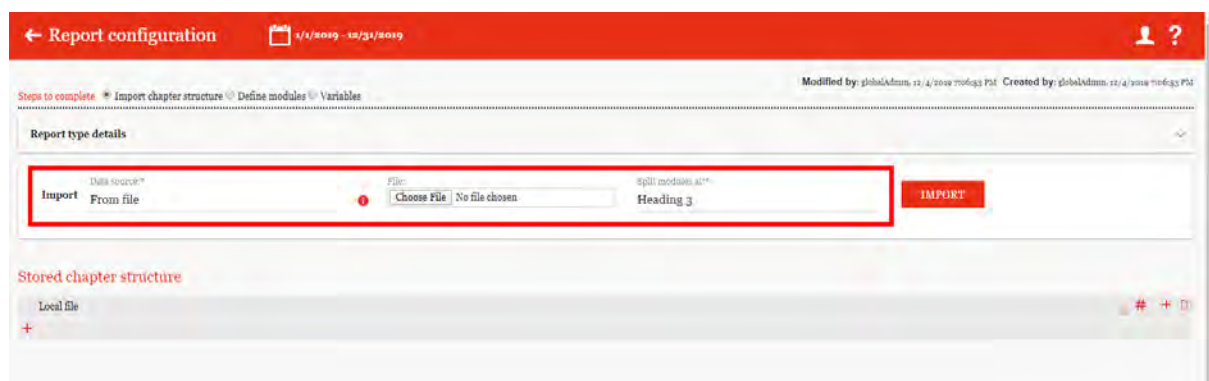 ← Report configuration 1/1/2019 - 12/31/2019 ?
Modified by: globalAdmin, 12/4/2019 7:06:53 PM Created by: globalAdmin, 12/4/2019 7:06:53 PM
Steps to complete Import chapter structure Define modules Variables
Report type details
Data source:* File: Split modules at:*
Import From file Choose File No file chosen Heading 3 IMPORT
Stored chapter structure
Local file # +
+